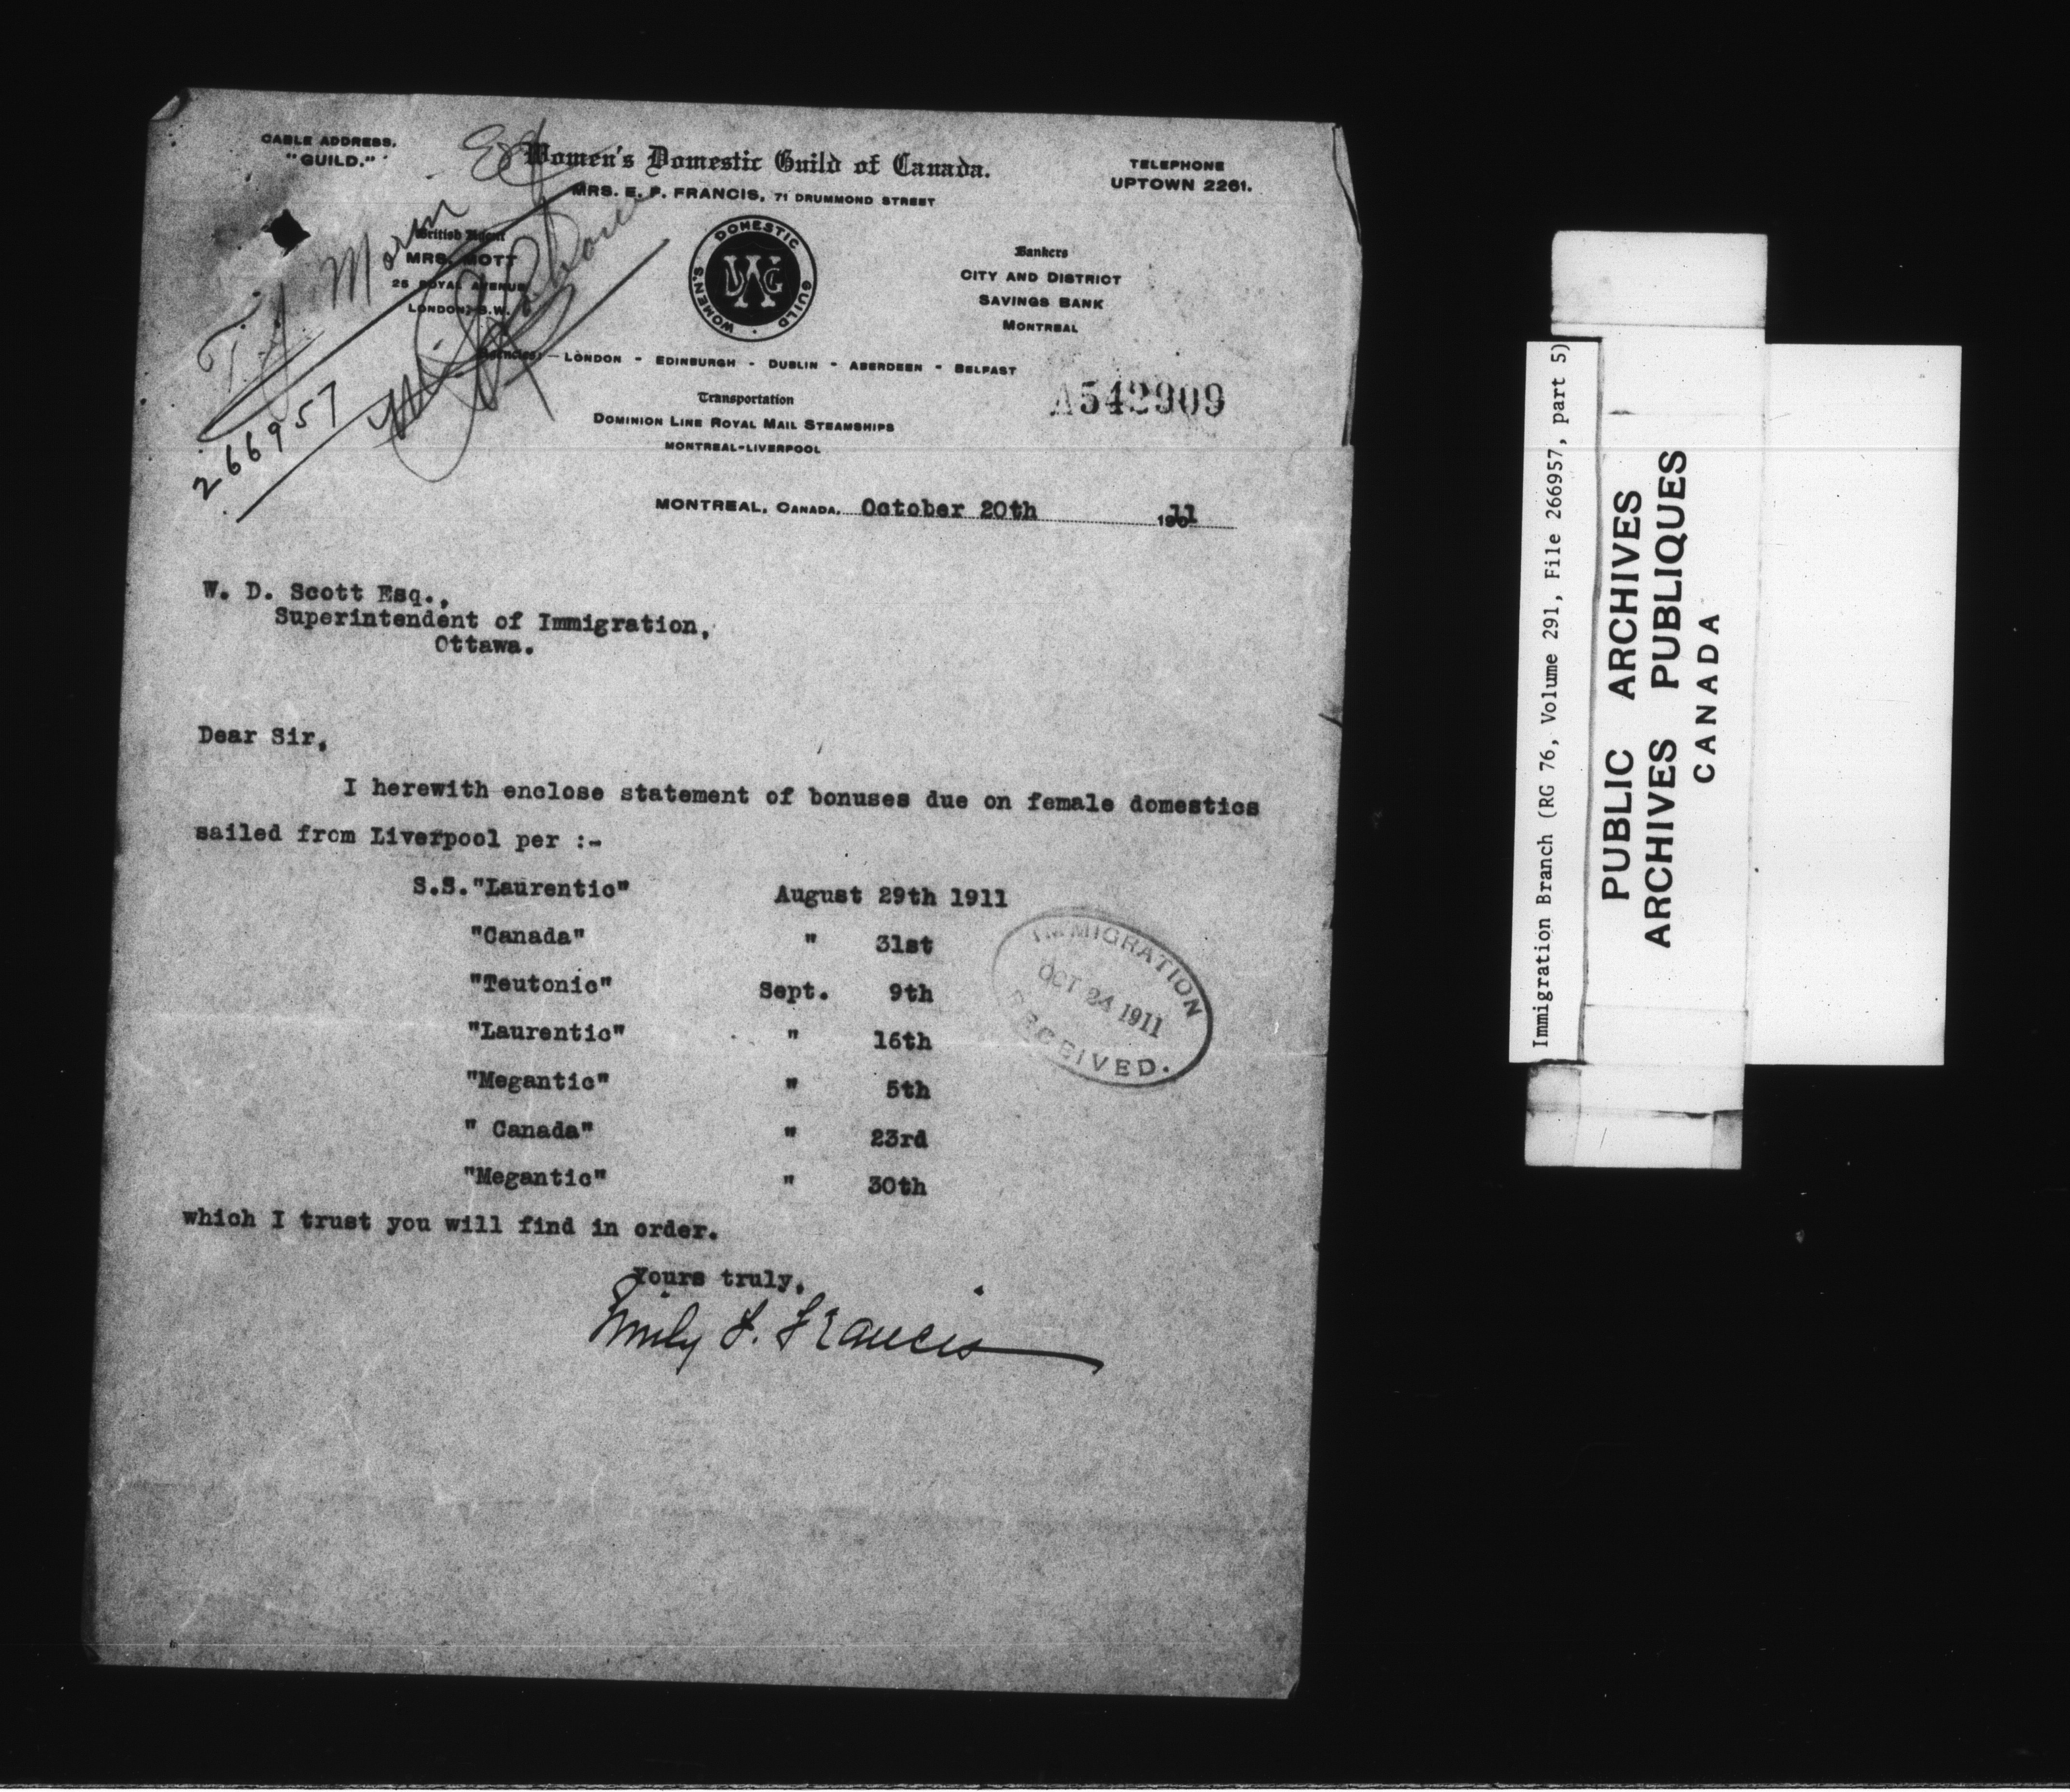 CABLE ADDRESS,
"GUILD."
Women's Domestic Guild of Canada.
MRS. E. F. FRANCIS, 71 DRUMMOND STREET
TELEPHONE
UPTOWN 2261.
British Agent
MRS. MOTT
25 ROYAL AVENUE
LONDON, S.W.
WOMEN'S DOMESTIC GUILD
WDG
Bankers
CITY AND DISTRICT
SAVINGS BANK
MONTREAL
Agencies:— LONDON - EDINBURGH - DUBLIN - ABERDEEN - BELFAST
Transportation
DOMINION LINE ROYAL MAIL STEAMSHIPS
MONTREAL-LIVERPOOL
A542909
266957
MONTREAL, CANADA, October 20th 19011
W. D. Scott Esq.,
Superintendent of Immigration,
Ottawa.
Dear Sir,
I herewith enclose statement of bonuses due on female domestics
sailed from Liverpool per :-
S.S."Laurentic" August 29th 1911
"Canada" " 31st
"Teutonic" Sept. 9th
"Laurentic" " 16th
"Megantic" " 5th
" Canada" " 23rd
"Megantic" " 30th
which I trust you will find in order.
Yours truly,
Emily F. Francis
IMMIGRATION
OCT 24 1911
RECEIVED.
Immigration Branch (RG 76, Volume 291, File 266957, part 5)
PUBLIC ARCHIVES
ARCHIVES PUBLIQUES
CANADA